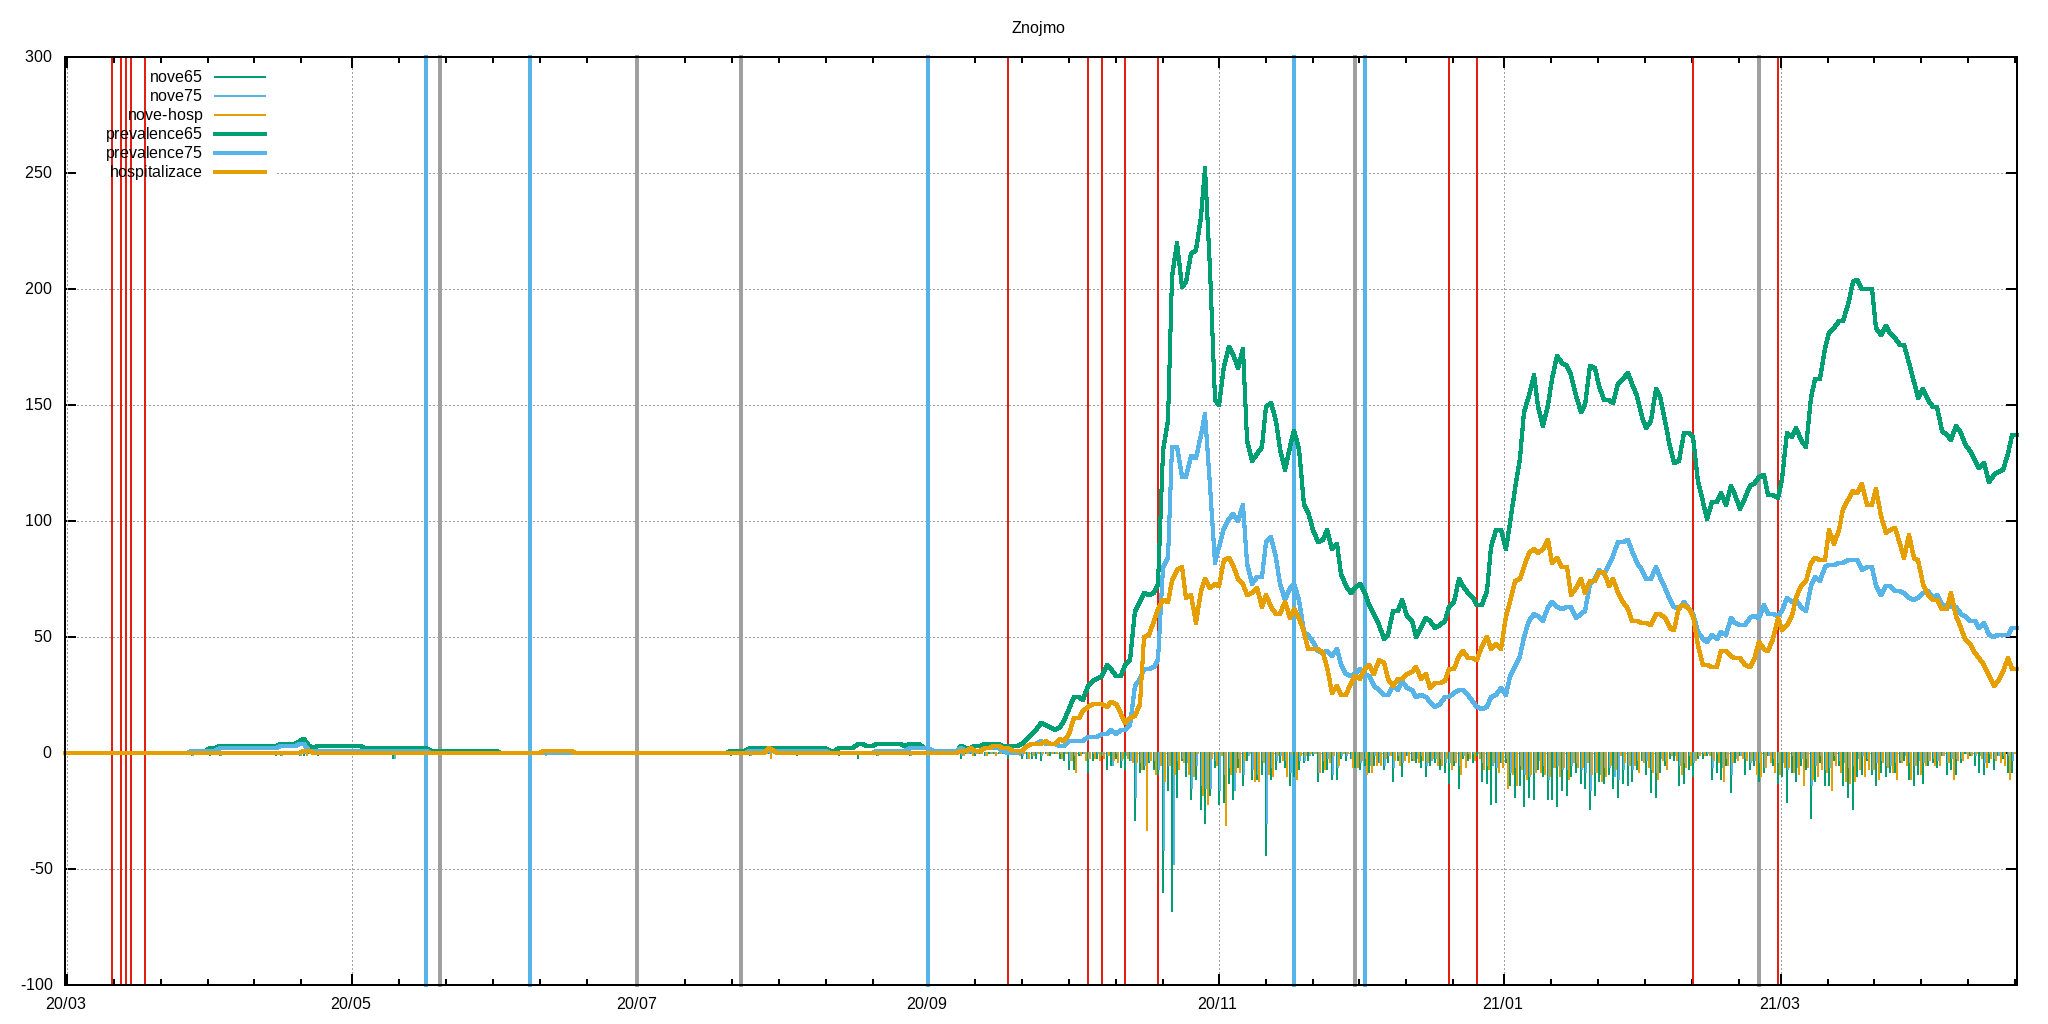 Znojmo
300
250
200
150
100
50
0
-50
-100
nove65
nove75
nove-hosp
prevalence65
prevalence75
hospitalizace
20/03 20/05 20/07 20/09 20/11 21/01 21/03